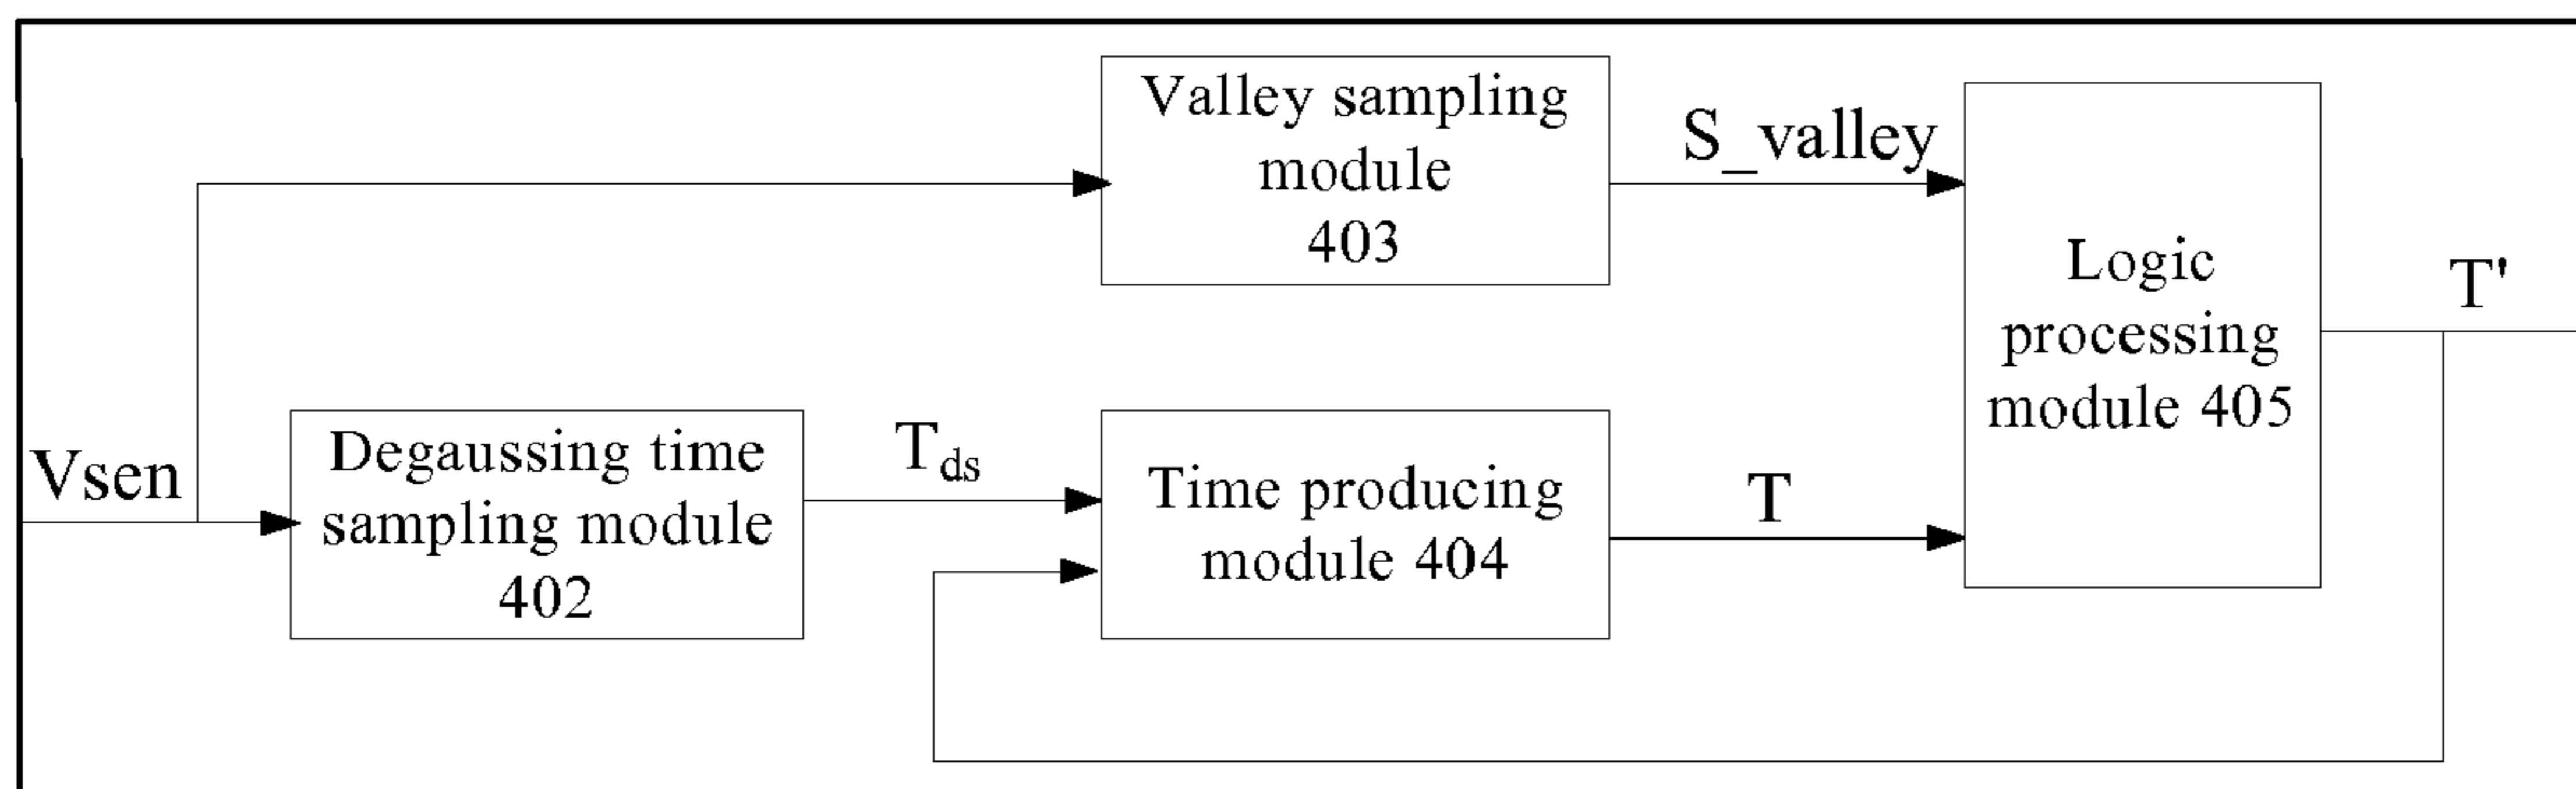 Valley sampling
module
403
S_valley
Logic
processing
module 405
T'
Vsen
Degaussing time
sampling module
402
Tds
Time producing
module 404
T